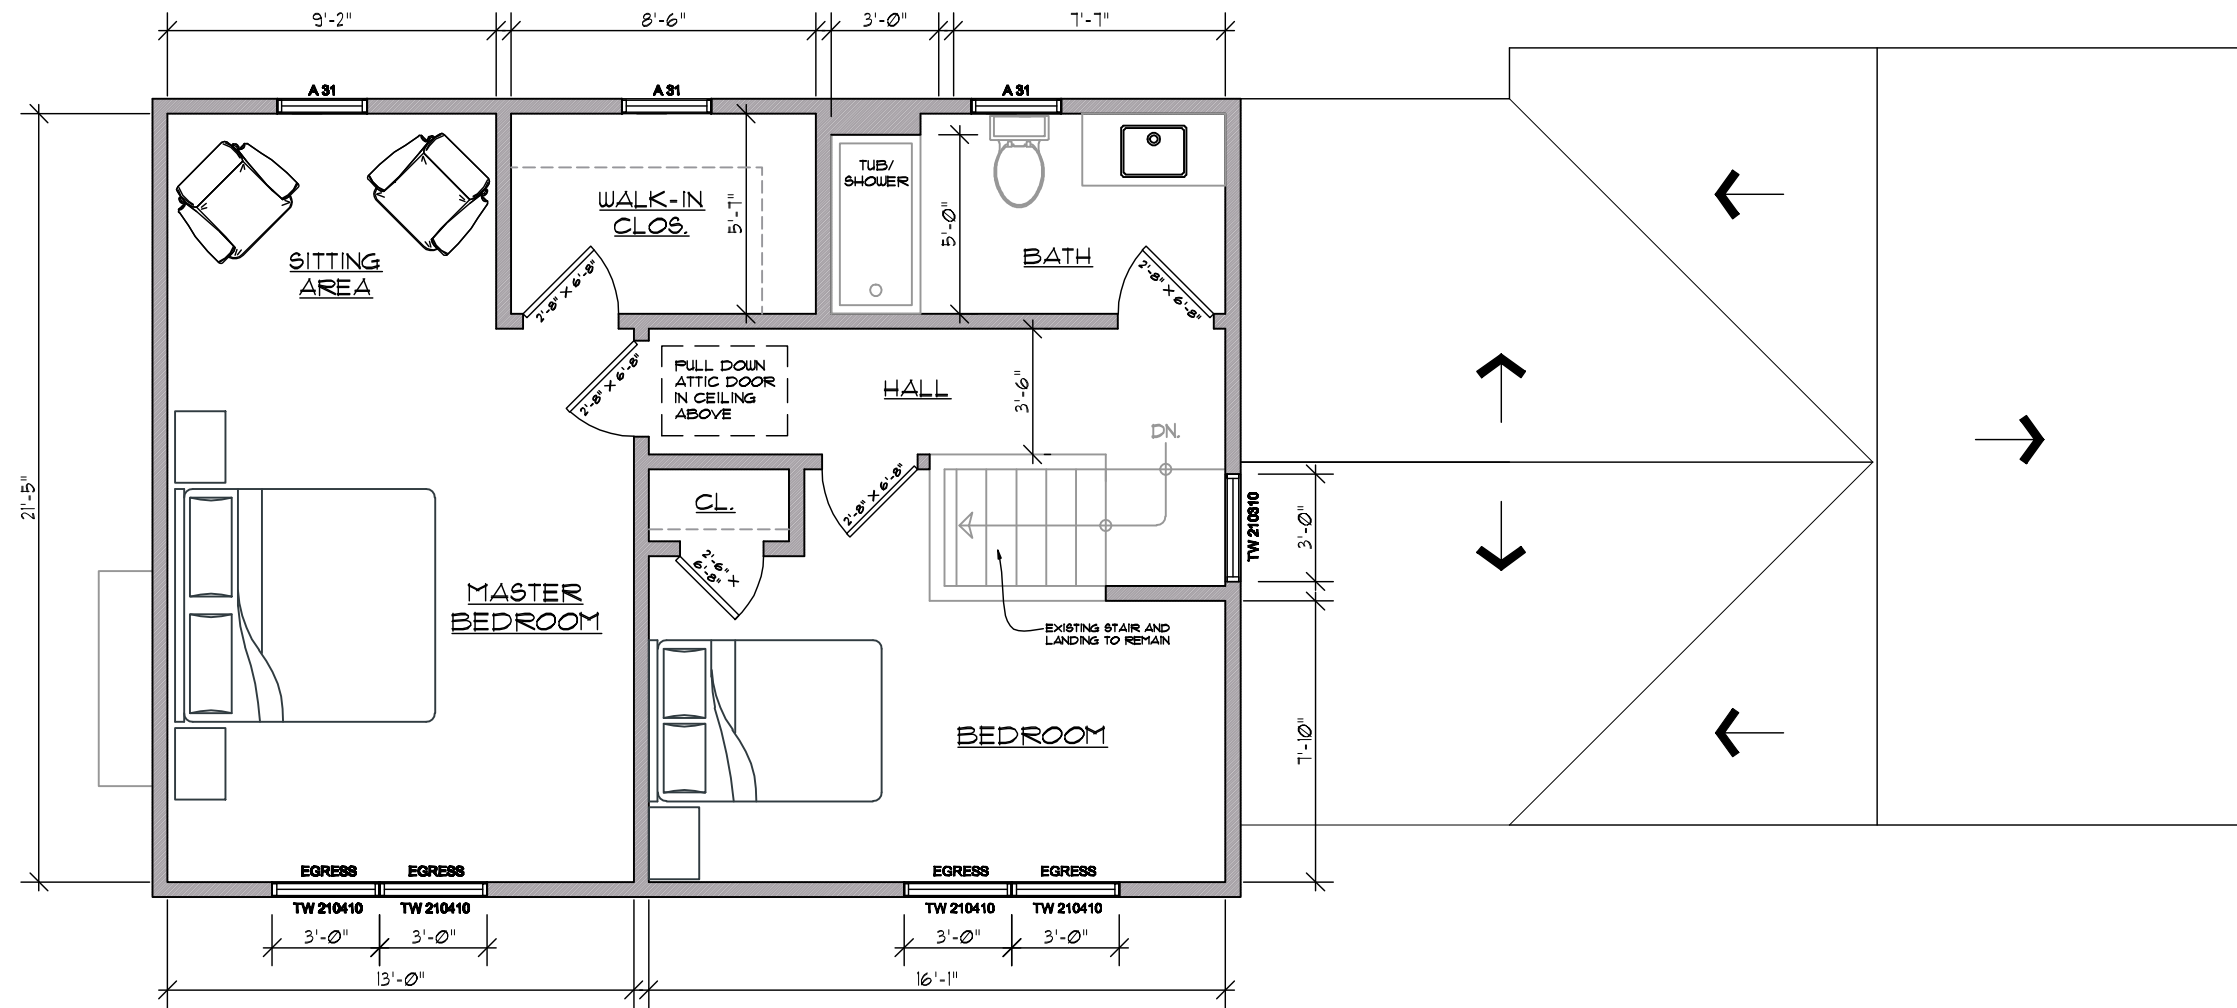 9'-2"
8'-6"
3'-0"
7'-7"
A 31
A 31
A 31
TUB/
SHOWER
WALK-IN
CLOS.
5'-7"
5'-0"
SITTING
AREA
BATH
2'-8" X 6'-8"
2'-8" X 6'-8"
2'-8" X 6'-8"
PULL DOWN
ATTIC DOOR
IN CEILING
ABOVE
HALL
3'-6"
DN.
21'-5"
CL.
2'-8" X 6'-8"
2'-6" X
6'-8"
TW 210310
3'-0"
MASTER
BEDROOM
EXISTING STAIR AND
LANDING TO REMAIN
BEDROOM
7'-10"
EGRESS
EGRESS
EGRESS
EGRESS
TW 210410
TW 210410
TW 210410
TW 210410
3'-0"
3'-0"
3'-0"
3'-0"
13'-0"
16'-1"